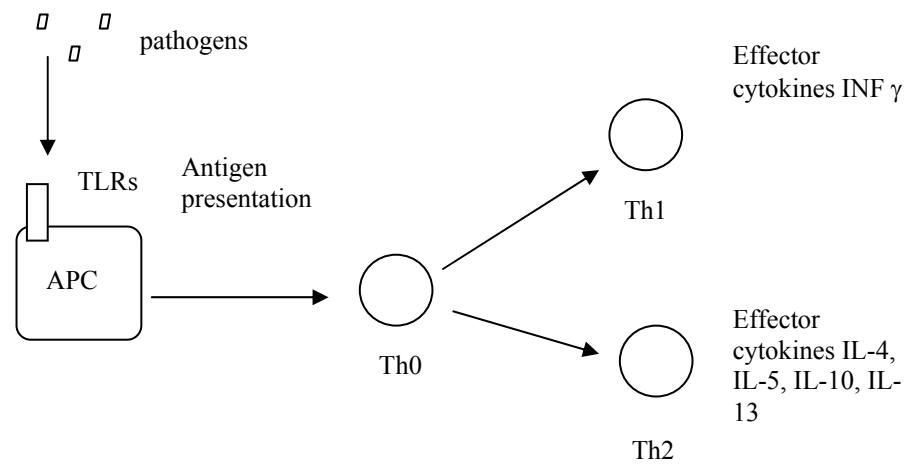 pathogens
TLRs
Antigen
presentation
APC
Th0
Effector
cytokines INF γ
Th1
Effector
cytokines IL-4,
IL-5, IL-10, IL-
13
Th2